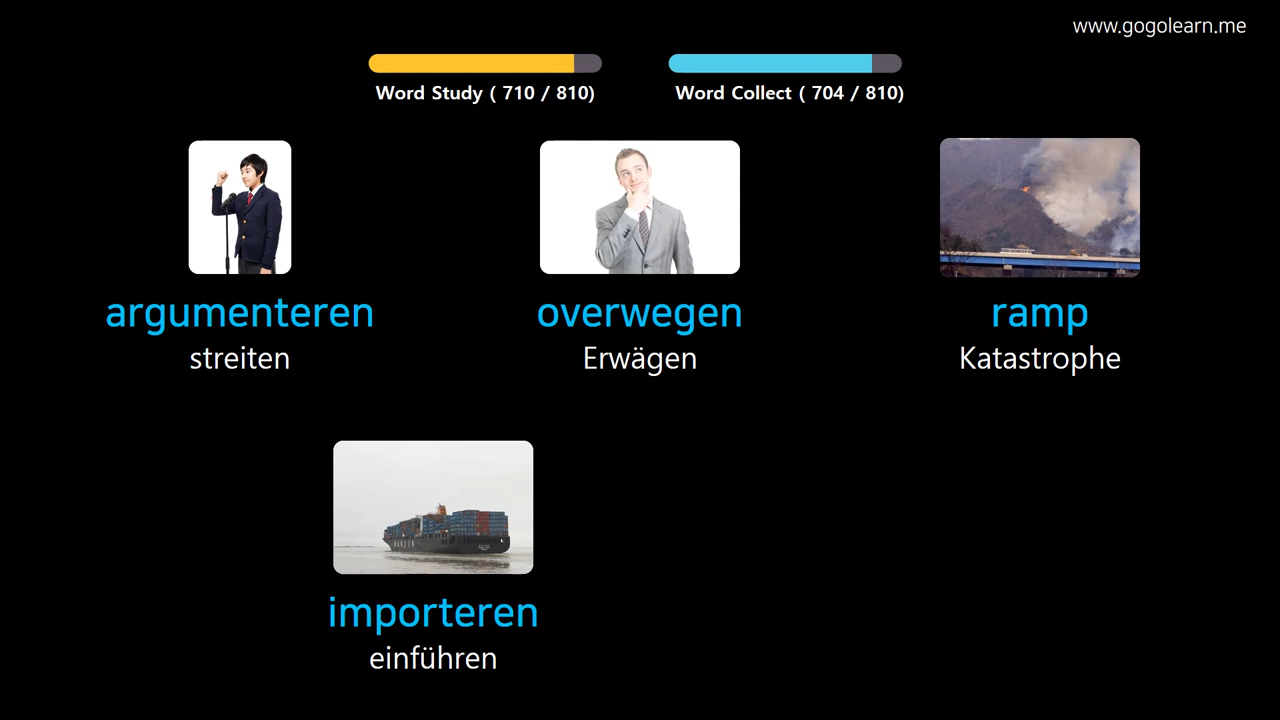 www.gogolearn.me
Word Study ( 710 / 810)
Word Collect ( 704 / 810)
argumenteren
streiten
overwegen
Erwägen
ramp
Katastrophe
importeren
einführen